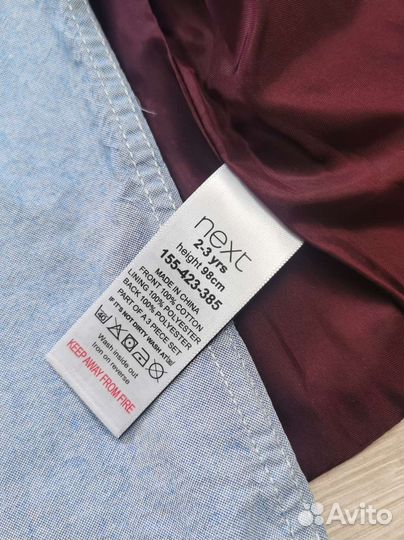 next
2-3 yrs
height 98cm
155-423-385
MADE IN CHINA
FRONT 100% COTTON
LINING 100% POLYESTER
BACK 100% POLYESTER
PART OF A 3 PIECE SET
IF IT'S NOT DIRTY WASH AT 30°
Wash inside out
Iron on reverse
KEEP AWAY FROM FIRE
Avito